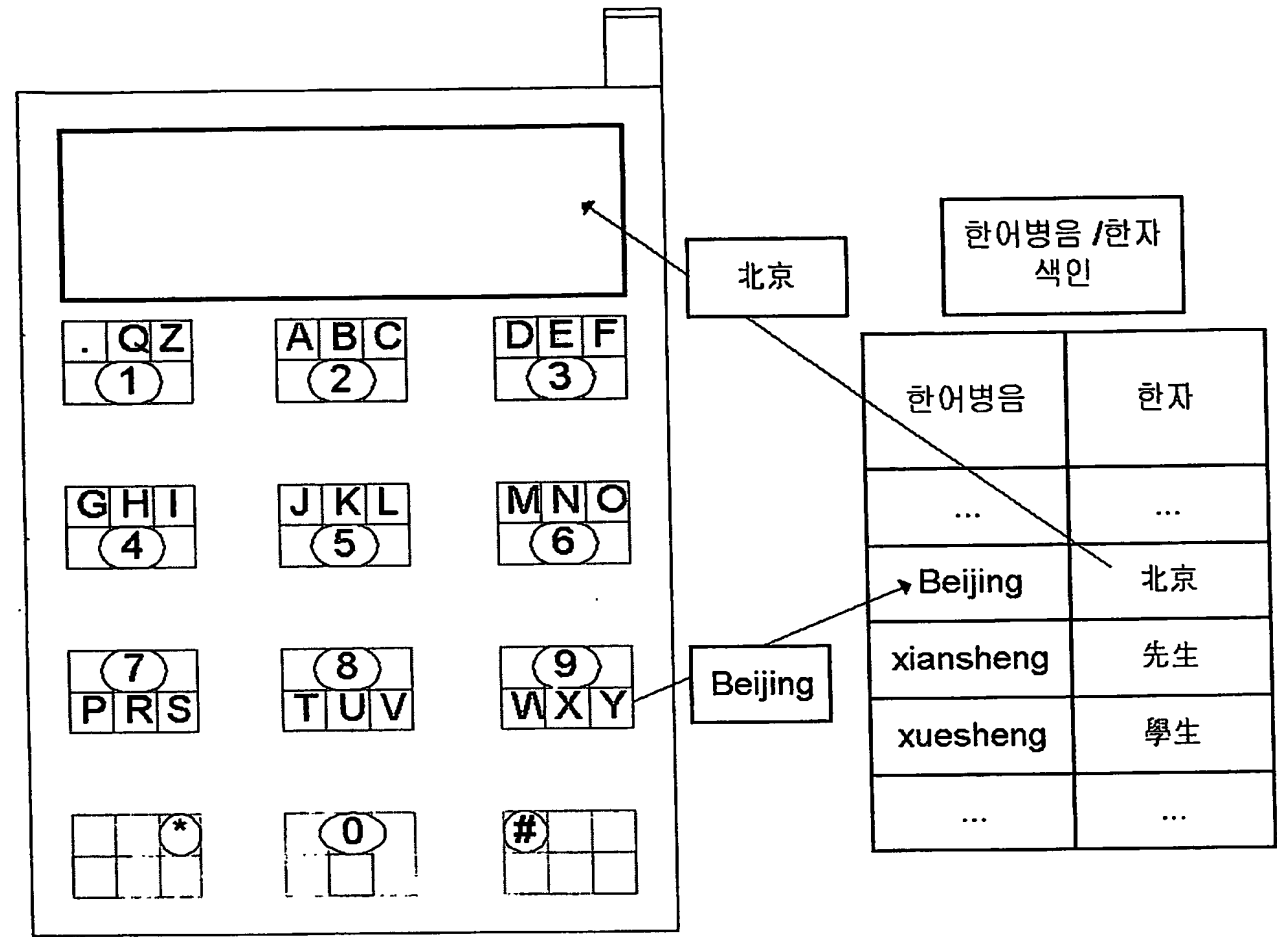 . Q Z
A B C
D E F
1
2
3
G H I
J K L
M N O
4
5
6
7
8
9
P R S
T U V
W X Y
*
0
#
北京
Beijing
한어병음 /한자
색인
한어병음 한자
... ...
Beijing 北京
xiansheng 先生
xuesheng 學生
... ...